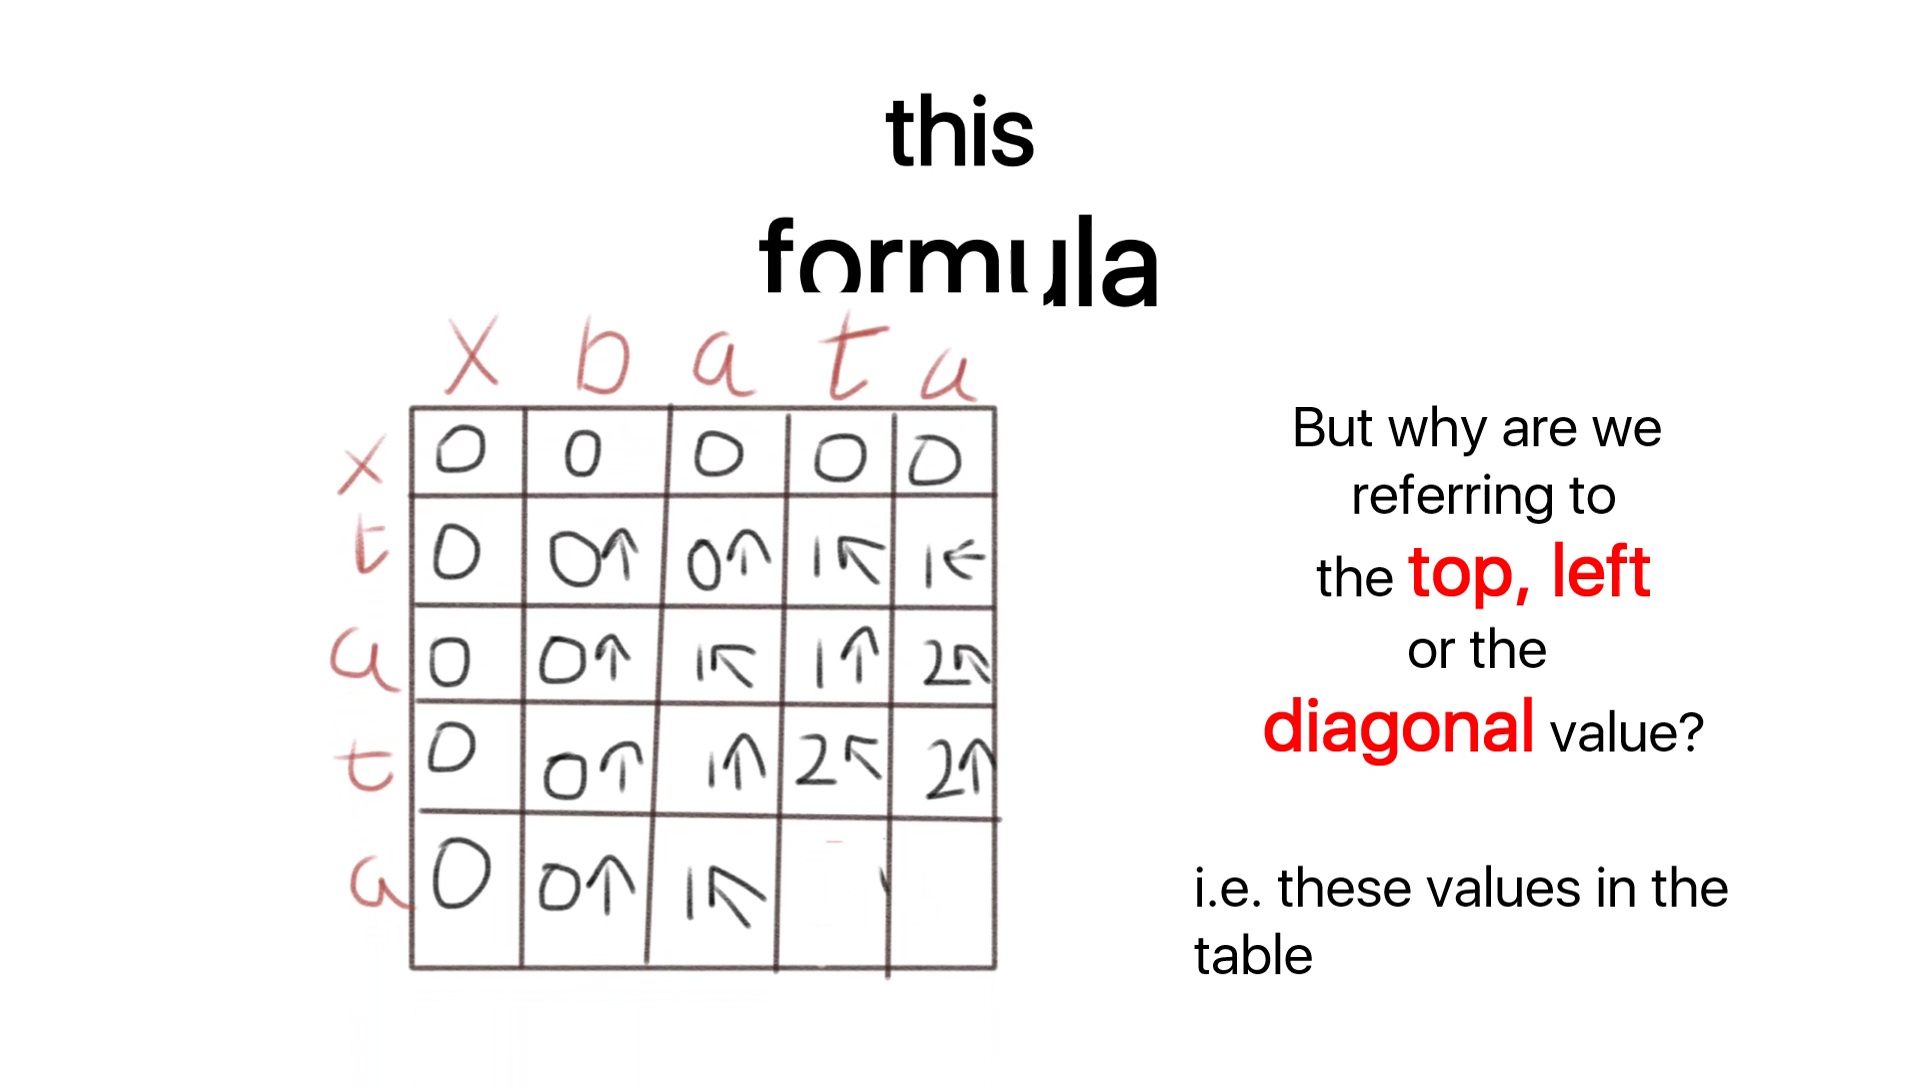 this
formula
x b a t a
x 0 0 0 0 0
t 0 0↑ 0↑ 1↖ 1←
a 0 0↑ 1↖ 1↑ 2↖
t 0 0↑ 1↑ 2↖ 2↑
a 0 0↑ 1↖
But why are we
referring to
the top, left
or the
diagonal value?
i.e. these values in the
table